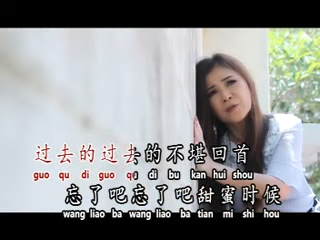 过去的过去的不堪回首
guo qu di guo qu di bu kan hui shou
忘了吧忘了吧甜蜜时候
wang liao ba wang liao ba tian mi shi hou